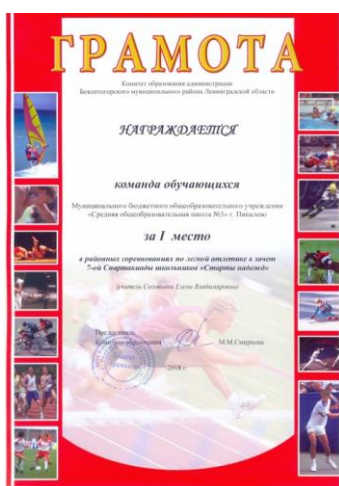 ГРАМОТА
Комитет образования администрации
Бокситогорского муниципального района Ленинградской области
НАГРАЖДАЕТСЯ
команда обучающихся
Муниципального бюджетного общеобразовательного учреждения
«Средняя общеобразовательная школа №3» г. Пикалево
за I место
в районных соревнованиях по легкой атлетике в зачет
7-ой Спартакиады школьников «Старты надежд»
(учитель Соловьева Елена Владимировна)
Председатель
Комитета образования М.М.Смирнова
2018 г.